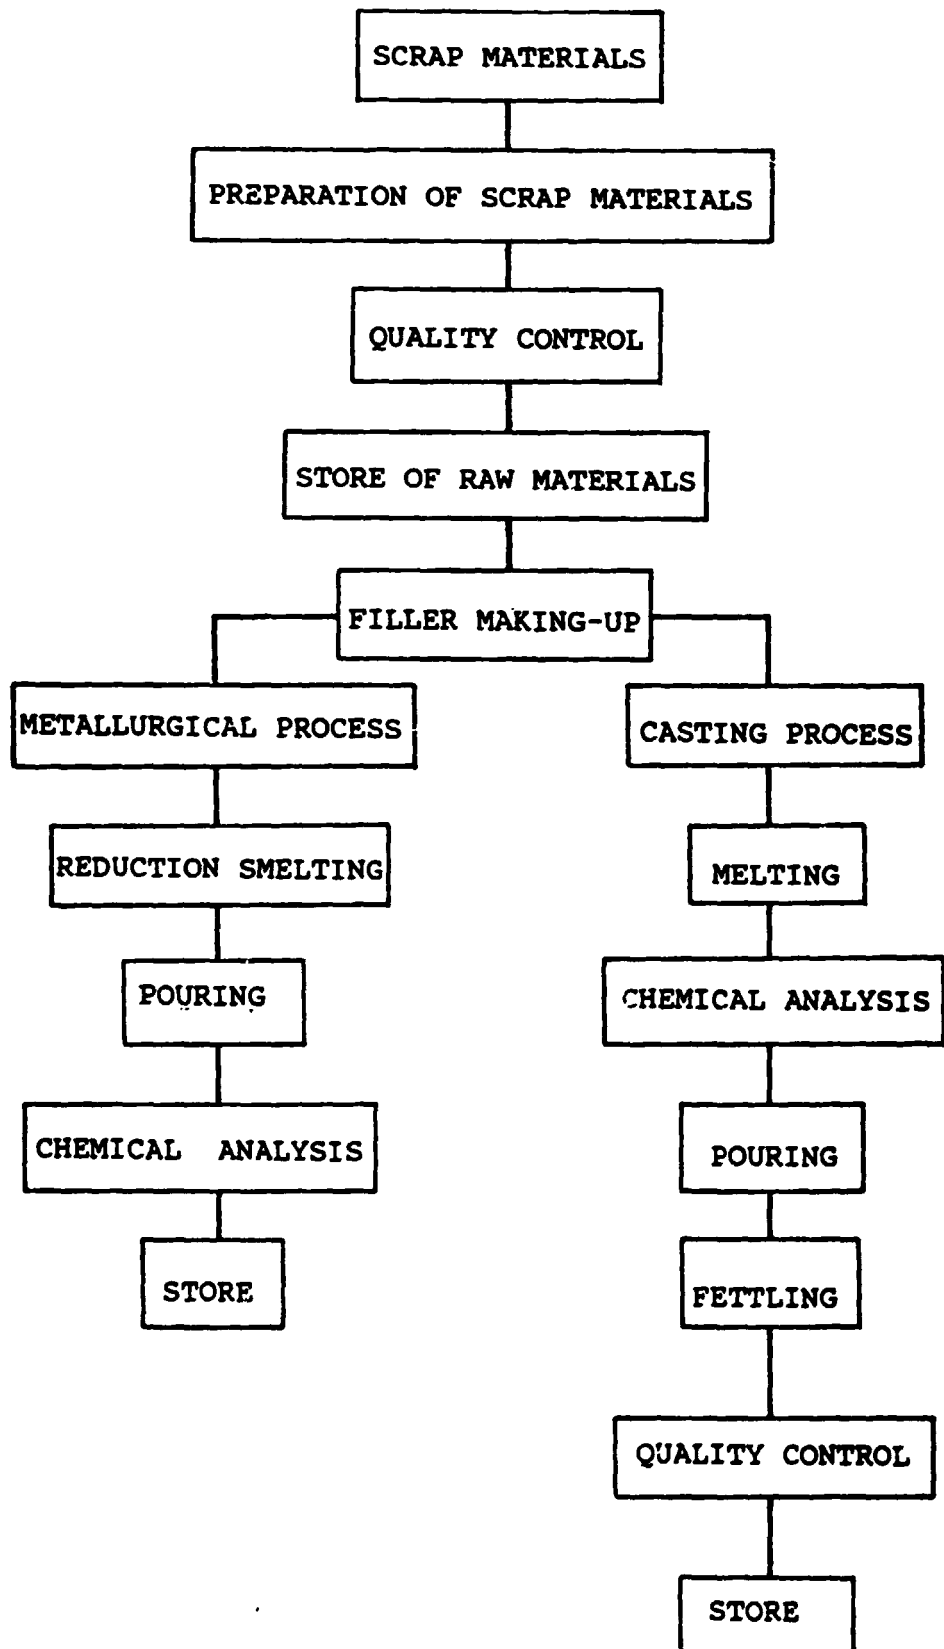 SCRAP MATERIALS
PREPARATION OF SCRAP MATERIALS
QUALITY CONTROL
STORE OF RAW MATERIALS
FILLER MAKING-UP
METALLURGICAL PROCESS
REDUCTION SMELTING
POURING
CHEMICAL ANALYSIS
STORE
CASTING PROCESS
MELTING
CHEMICAL ANALYSIS
POURING
FETTLING
QUALITY CONTROL
STORE